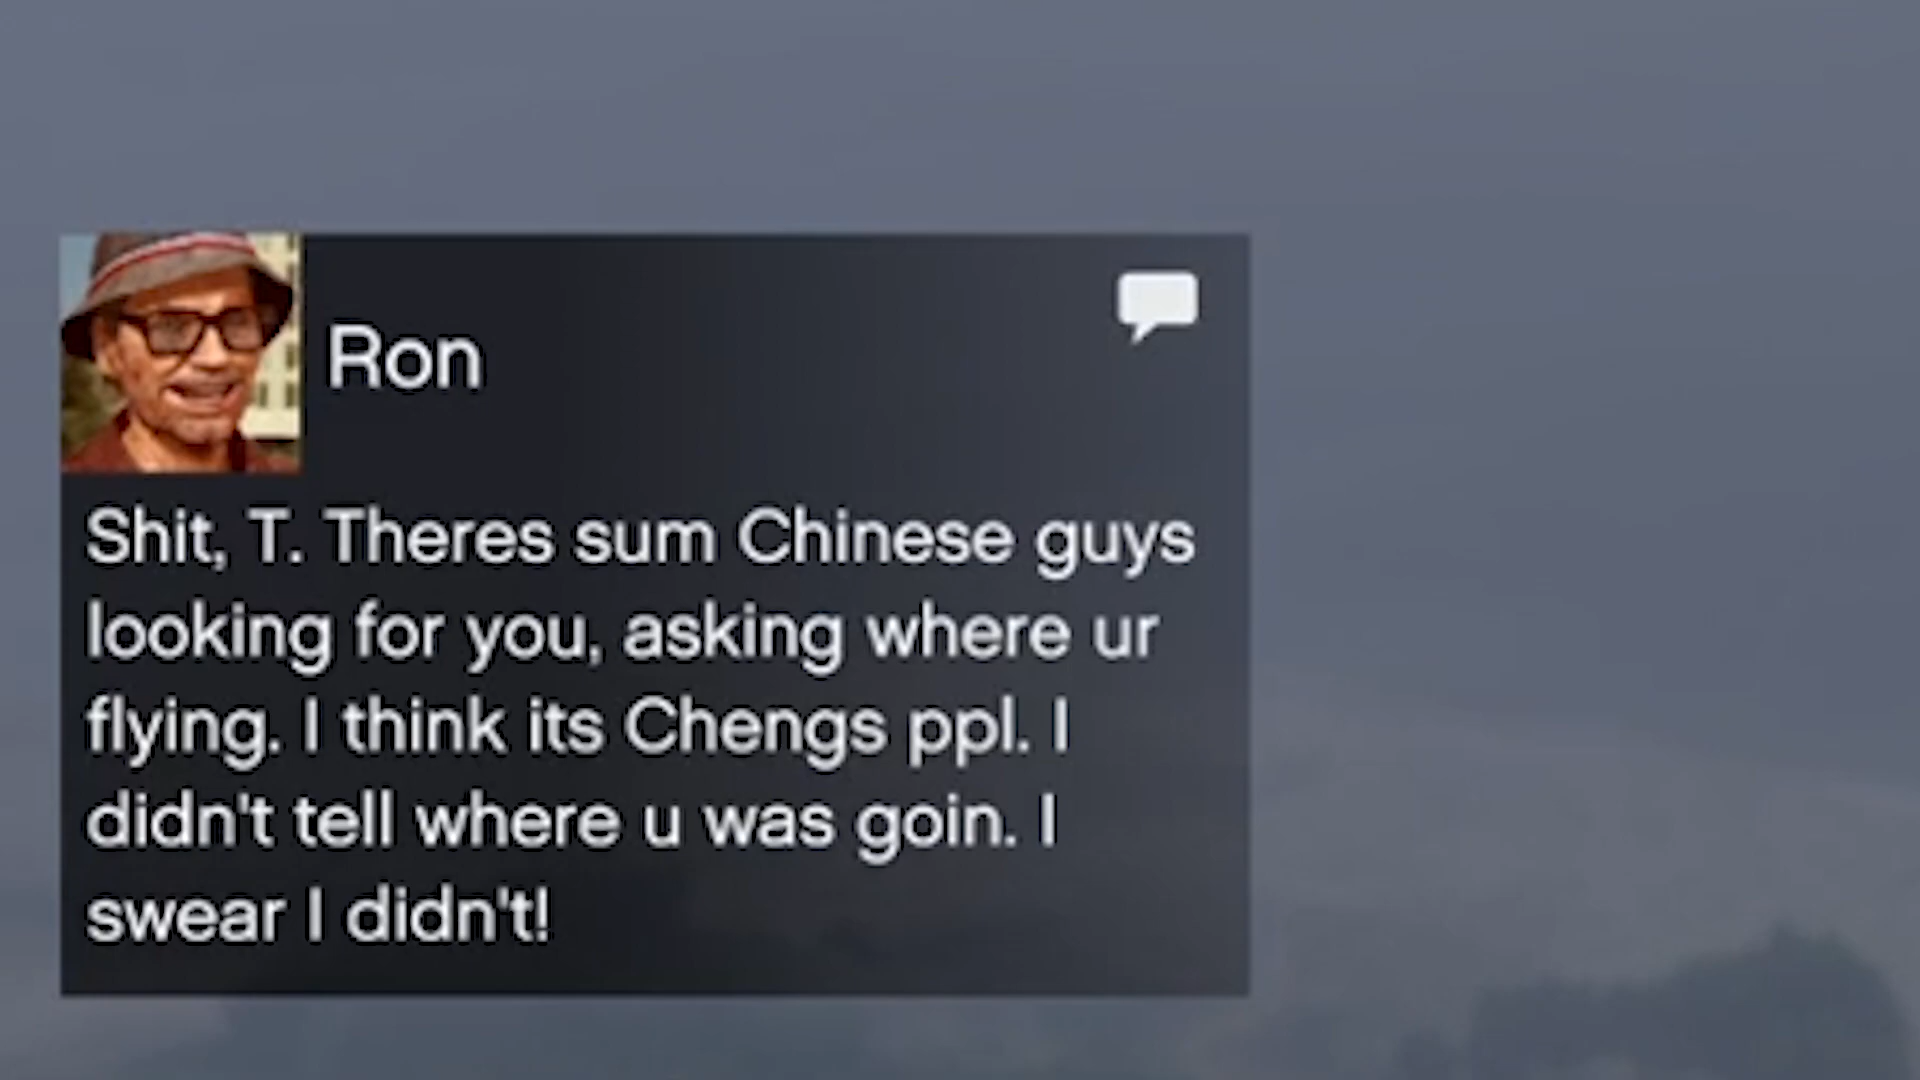 Ron
Shit, T. Theres sum Chinese guys
looking for you, asking where ur
flying. I think its Chengs ppl. I
didn't tell where u was goin. I
swear I didn't!